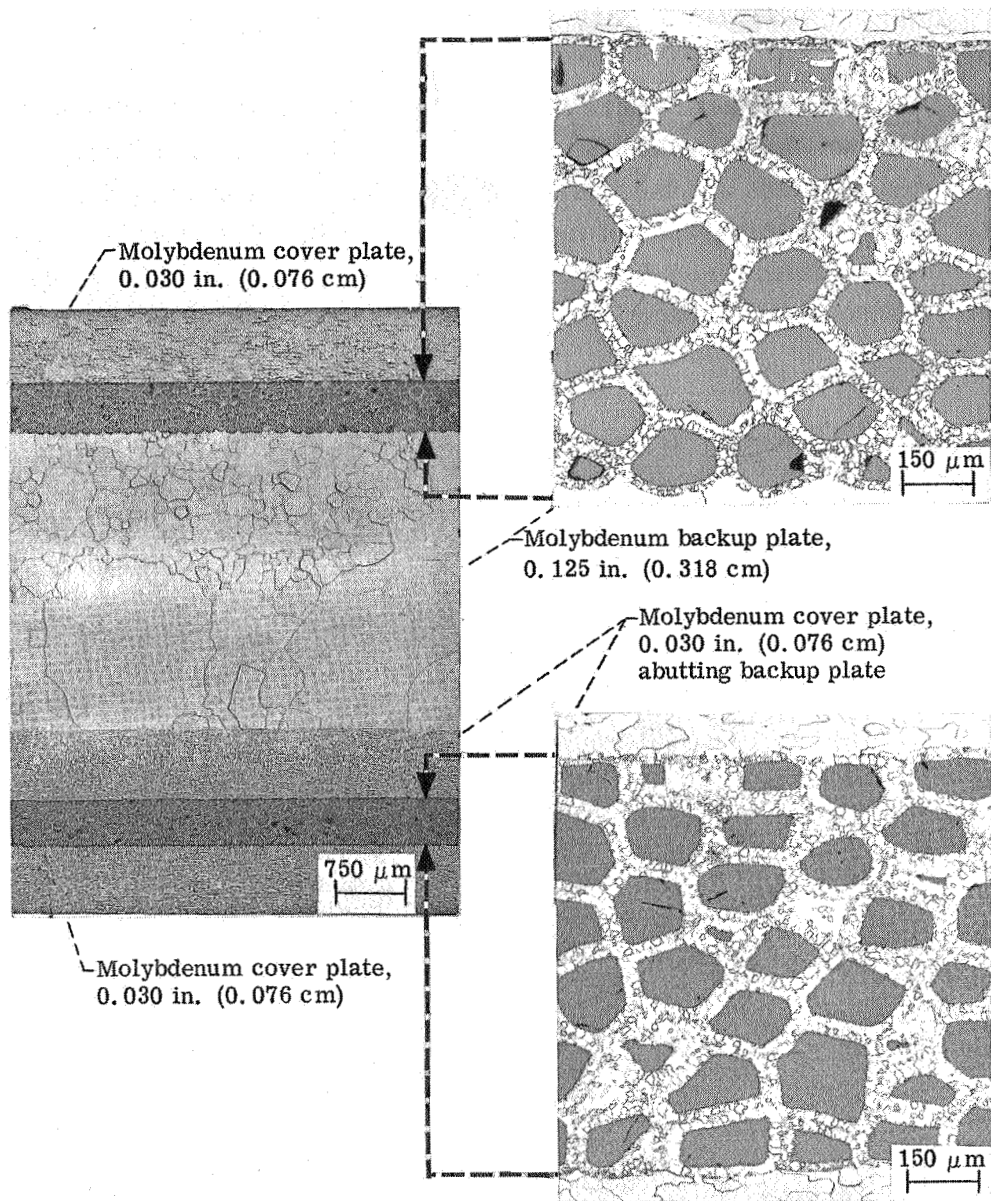 Molybdenum cover plate,
0.030 in. (0.076 cm)
150 μm
Molybdenum backup plate,
0.125 in. (0.318 cm)
Molybdenum cover plate,
0.030 in. (0.076 cm)
abutting backup plate
750 μm
Molybdenum cover plate,
0.030 in. (0.076 cm)
150 μm